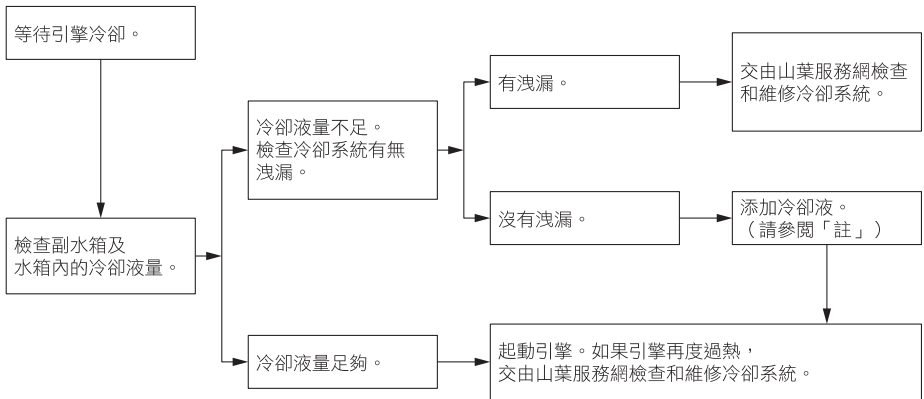 等待引擎冷卻。
檢查副水箱及
水箱內的冷卻液量。
冷卻液量不足。
檢查冷卻系統有無
洩漏。
有洩漏。
交由山葉服務網檢查
和維修冷卻系統。
沒有洩漏。
添加冷卻液。
（請參閱「註」）
冷卻液量足夠。
起動引擎。如果引擎再度過熱，
交由山葉服務網檢查和維修冷卻系統。